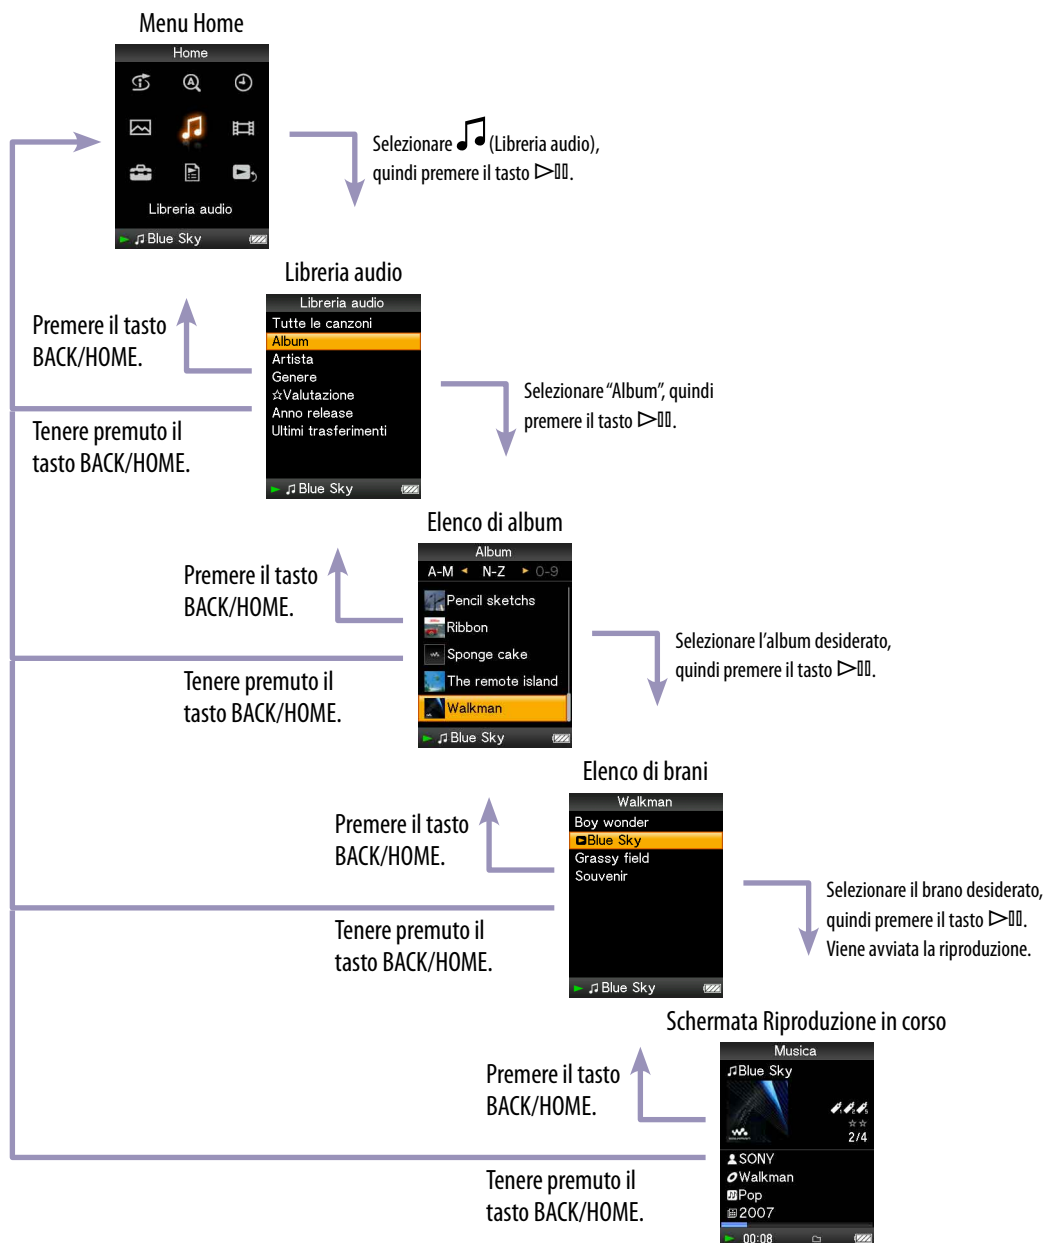 Menu Home
Home
Libreria audio
Blue Sky
Selezionare (Libreria audio),
quindi premere il tasto.
Libreria audio
Libreria audio
Tutte le canzoni
Album
Artista
Genere
☆Valutazione
Anno release
Ultimi trasferimenti
Blue Sky
Premere il tasto
BACK/HOME.
Tenere premuto il
tasto BACK/HOME.
Selezionare “Album”, quindi
premere il tasto.
Elenco di album
Album
A-M N-Z 0-9
Pencil sketchs
Ribbon
Sponge cake
The remote island
Walkman
Blue Sky
Premere il tasto
BACK/HOME.
Tenere premuto il
tasto BACK/HOME.
Selezionare l’album desiderato,
quindi premere il tasto.
Elenco di brani
Walkman
Boy wonder
Blue Sky
Grassy field
Souvenir
Blue Sky
Premere il tasto
BACK/HOME.
Tenere premuto il
tasto BACK/HOME.
Selezionare il brano desiderato,
quindi premere il tasto.
Viene avviata la riproduzione.
Schermata Riproduzione in corso
Musica
Blue Sky
☆☆
2/4
SONY
Walkman
Pop
2007
00:08
Premere il tasto
BACK/HOME.
Tenere premuto il
tasto BACK/HOME.